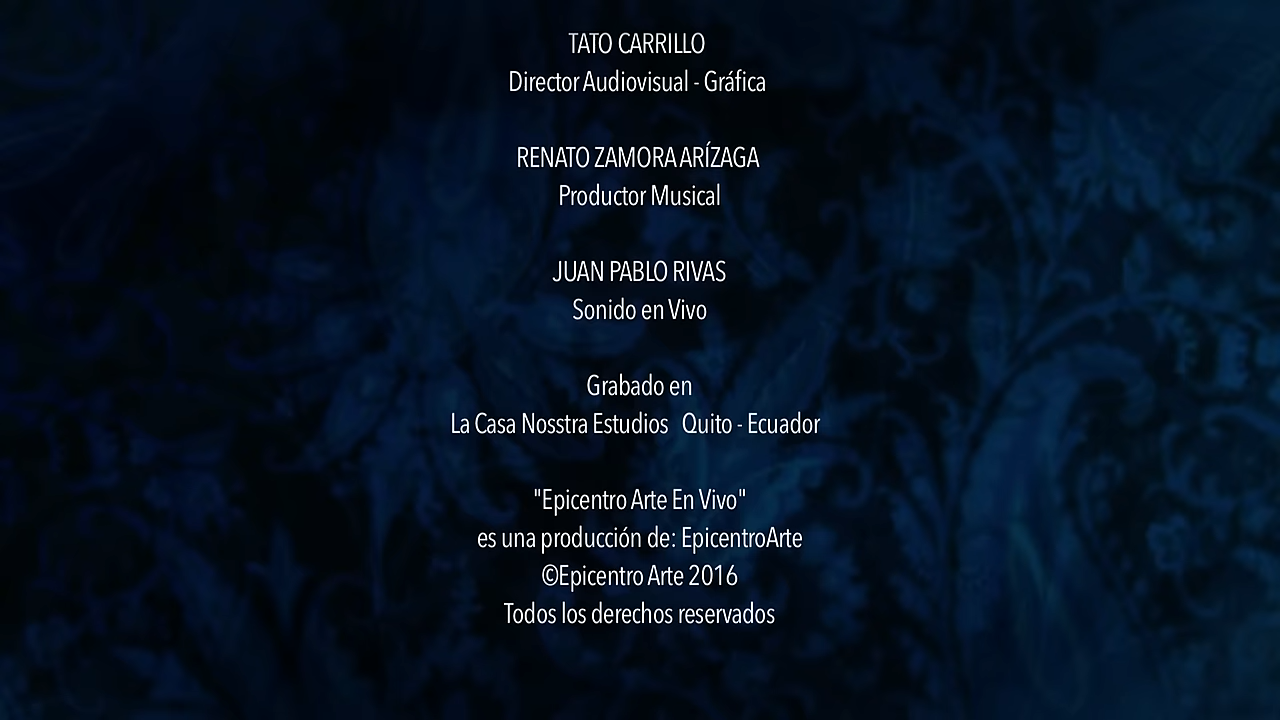 TATO CARRILLO
Director Audiovisual - Gráfica
RENATO ZAMORA ARÍZAGA
Productor Musical
JUAN PABLO RIVAS
Sonido en Vivo
Grabado en
La Casa Nosstra Estudios Quito - Ecuador
"Epicentro Arte En Vivo"
es una producción de: EpicentroArte
©Epicentro Arte 2016
Todos los derechos reservados